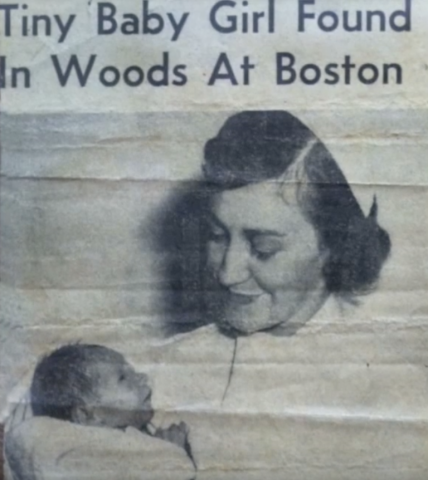 Tiny Baby Girl Found
In Woods At Boston